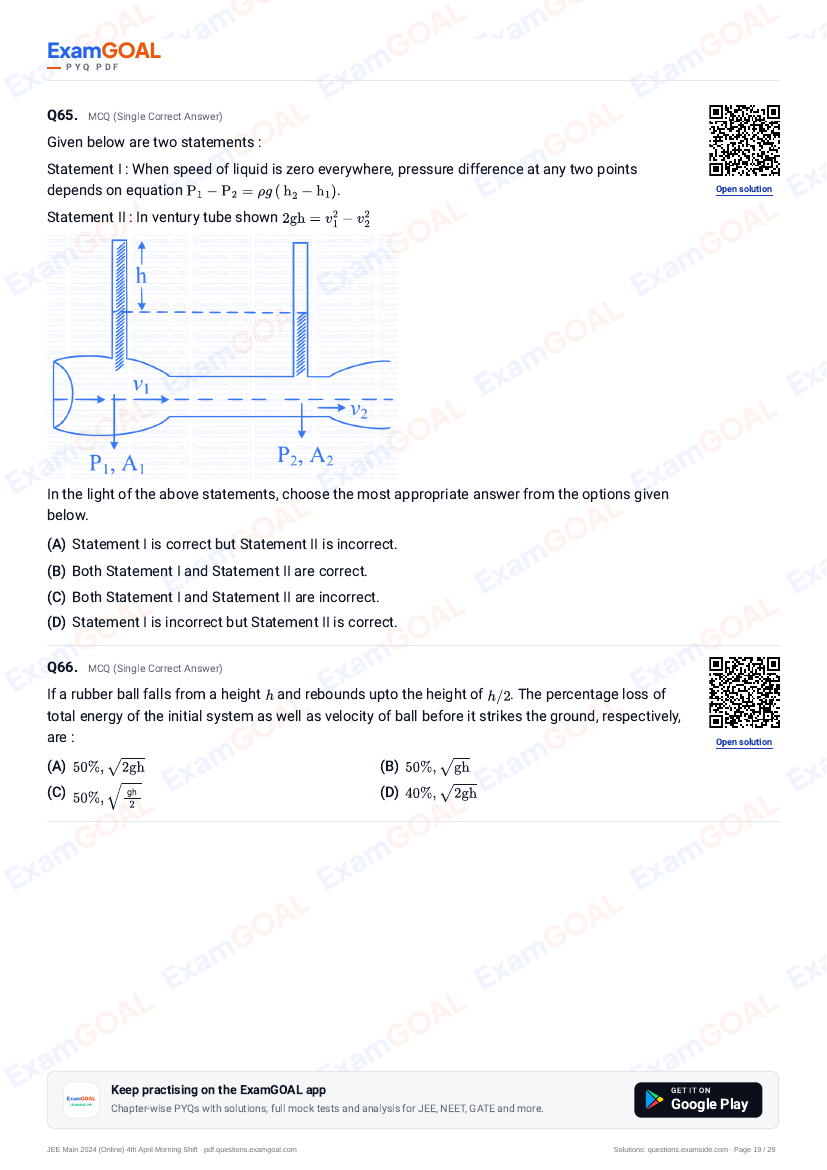 ExamGOAL
PYQ PDF
Q65. MCQ (Single Correct Answer)
Given below are two statements :
Statement I : When speed of liquid is zero everywhere, pressure difference at any two points
depends on equation P₁ − P₂ = ρg ( h₂ − h₁).
Statement II : In ventury tube shown 2gh = v₁² − v₂²
Open solution
h
v₁
v₂
P₁, A₁
P₂, A₂
In the light of the above statements, choose the most appropriate answer from the options given
below.
(A) Statement I is correct but Statement II is incorrect.
(B) Both Statement I and Statement II are correct.
(C) Both Statement I and Statement II are incorrect.
(D) Statement I is incorrect but Statement II is correct.
Q66. MCQ (Single Correct Answer)
If a rubber ball falls from a height h and rebounds upto the height of h/2. The percentage loss of
total energy of the initial system as well as velocity of ball before it strikes the ground, respectively,
are :
Open solution
(A) 50%, √(2gh) (B) 50%, √(gh)
(C) 50%, √(gh/2) (D) 40%, √(2gh)
Keep practising on the ExamGOAL app
Chapter-wise PYQs with solutions, full mock tests and analysis for JEE, NEET, GATE and more.
GET IT ON
Google Play
JEE Main 2024 (Online) 4th April Morning Shift · pdf.questions.examgoal.com Solutions: questions.examside.com · Page 19 / 29